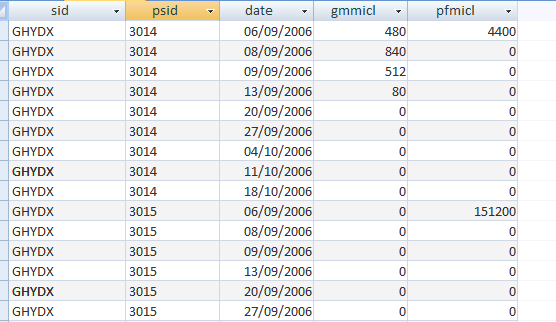 sid psid date gmmicl pfmicl
GHYDX 3014 06/09/2006 480 4400
GHYDX 3014 08/09/2006 840 0
GHYDX 3014 09/09/2006 512 0
GHYDX 3014 13/09/2006 80 0
GHYDX 3014 20/09/2006 0 0
GHYDX 3014 27/09/2006 0 0
GHYDX 3014 04/10/2006 0 0
GHYDX 3014 11/10/2006 0 0
GHYDX 3014 18/10/2006 0 0
GHYDX 3015 06/09/2006 0 151200
GHYDX 3015 08/09/2006 0 0
GHYDX 3015 09/09/2006 0 0
GHYDX 3015 13/09/2006 0 0
GHYDX 3015 20/09/2006 0 0
GHYDX 3015 27/09/2006 0 0